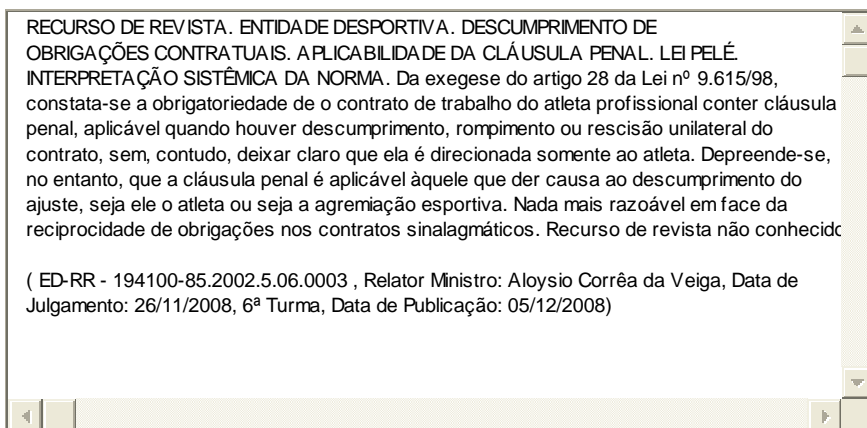 RECURSO DE REVISTA. ENTIDADE DESPORTIVA. DESCUMPRIMENTO DE
OBRIGAÇÕES CONTRATUAIS. APLICABILIDADE DA CLÁUSULA PENAL. LEI PELÉ.
INTERPRETAÇÃO SISTÊMICA DA NORMA. Da exegese do artigo 28 da Lei nº 9.615/98,
constata-se a obrigatoriedade de o contrato de trabalho do atleta profissional conter cláusula
penal, aplicável quando houver descumprimento, rompimento ou rescisão unilateral do
contrato, sem, contudo, deixar claro que ela é direcionada somente ao atleta. Depreende-se,
no entanto, que a cláusula penal é aplicável àquele que der causa ao descumprimento do
ajuste, seja ele o atleta ou seja a agremiação esportiva. Nada mais razoável em face da
reciprocidade de obrigações nos contratos sinalagmáticos. Recurso de revista não conhecido
( ED-RR - 194100-85.2002.5.06.0003 , Relator Ministro: Aloysio Corrêa da Veiga, Data de
Julgamento: 26/11/2008, 6ª Turma, Data de Publicação: 05/12/2008)